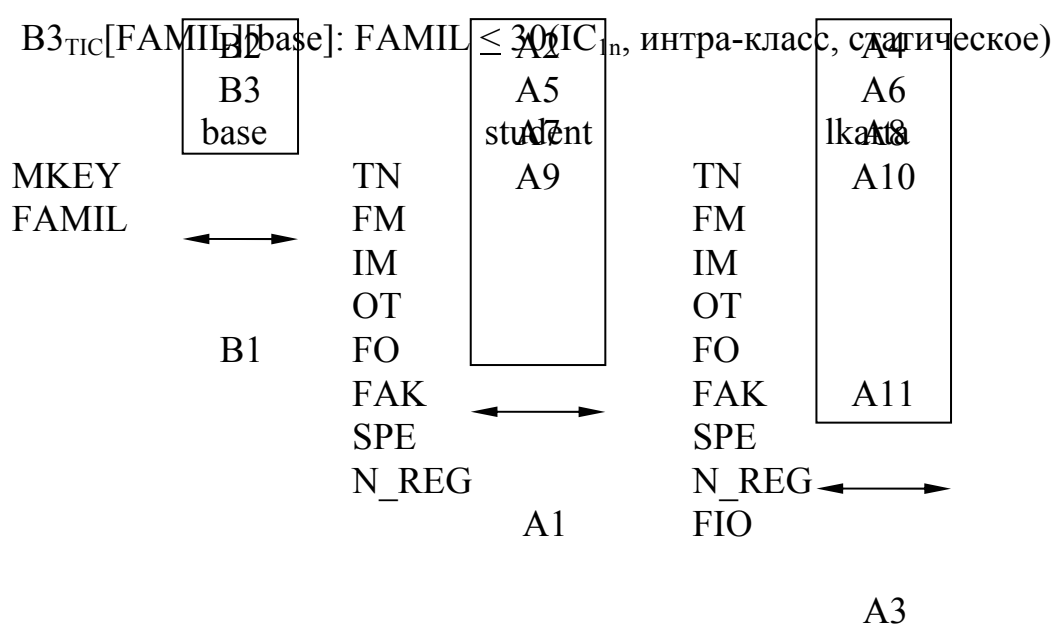 B3TIC[FAMIL][base]: FAMIL ≤ 30(IC1n, интра-класс, статическое)
B2 A2 A4
B3 A5 A6
base student A7 lkarta A8
MKEY TN A9 TN A10
FAMIL FM FM
IM IM
OT OT
B1 FO FO
FAK FAK A11
SPE SPE
N_REG N_REG
A1 FIO
A3